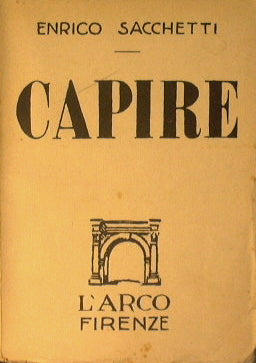 ENRICO SACCHETTI
CAPIRE
L'ARCO
FIRENZE